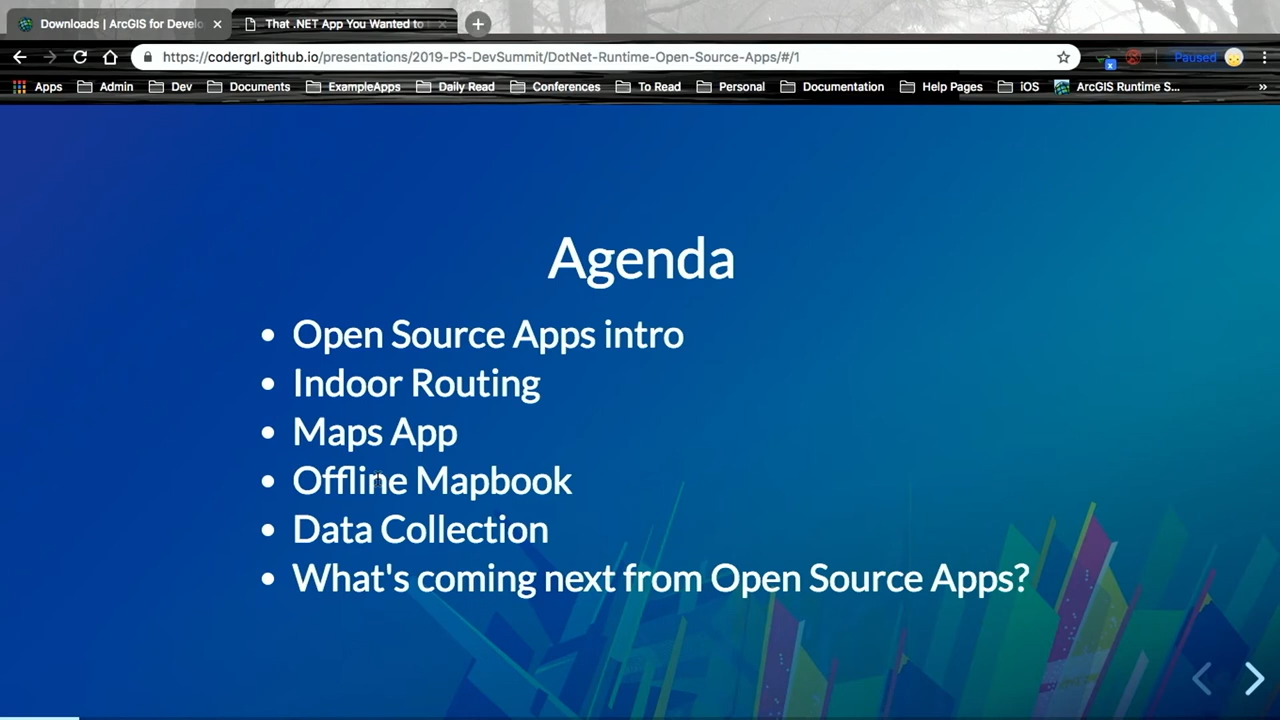 Downloads | ArcGIS for Develo
That .NET App You Wanted to
https://codergrl.github.io/presentations/2019-PS-DevSummit/DotNet-Runtime-Open-Source-Apps/#/1
Paused
Apps Admin Dev Documents ExampleApps Daily Read Conferences To Read Personal Documentation Help Pages iOS ArcGIS Runtime S...
Agenda
• Open Source Apps intro
• Indoor Routing
• Maps App
• Offline Mapbook
• Data Collection
• What's coming next from Open Source Apps?